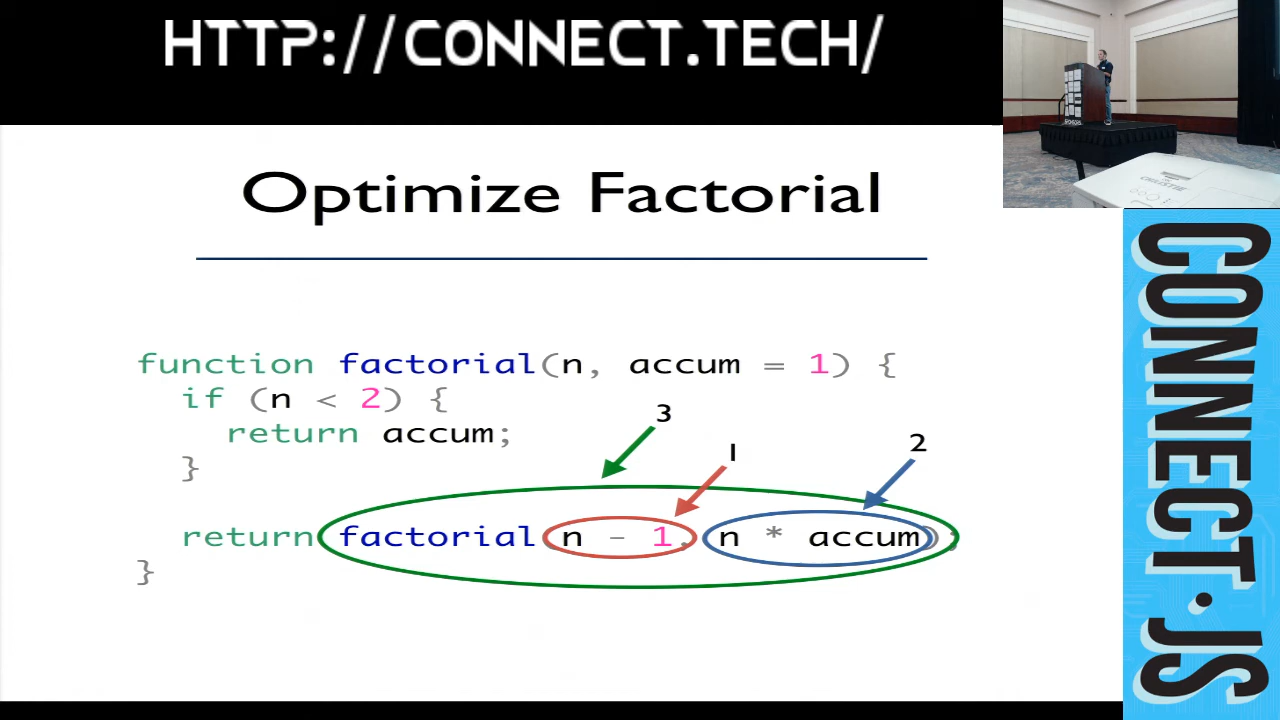 HTTP://CONNECT.TECH/
Optimize Factorial
function factorial(n, accum = 1) {
if (n < 2) {
return accum;
}
3
1
2
return factorial(n - 1, n * accum);
}
CHRISTIE
CONNECT.JS